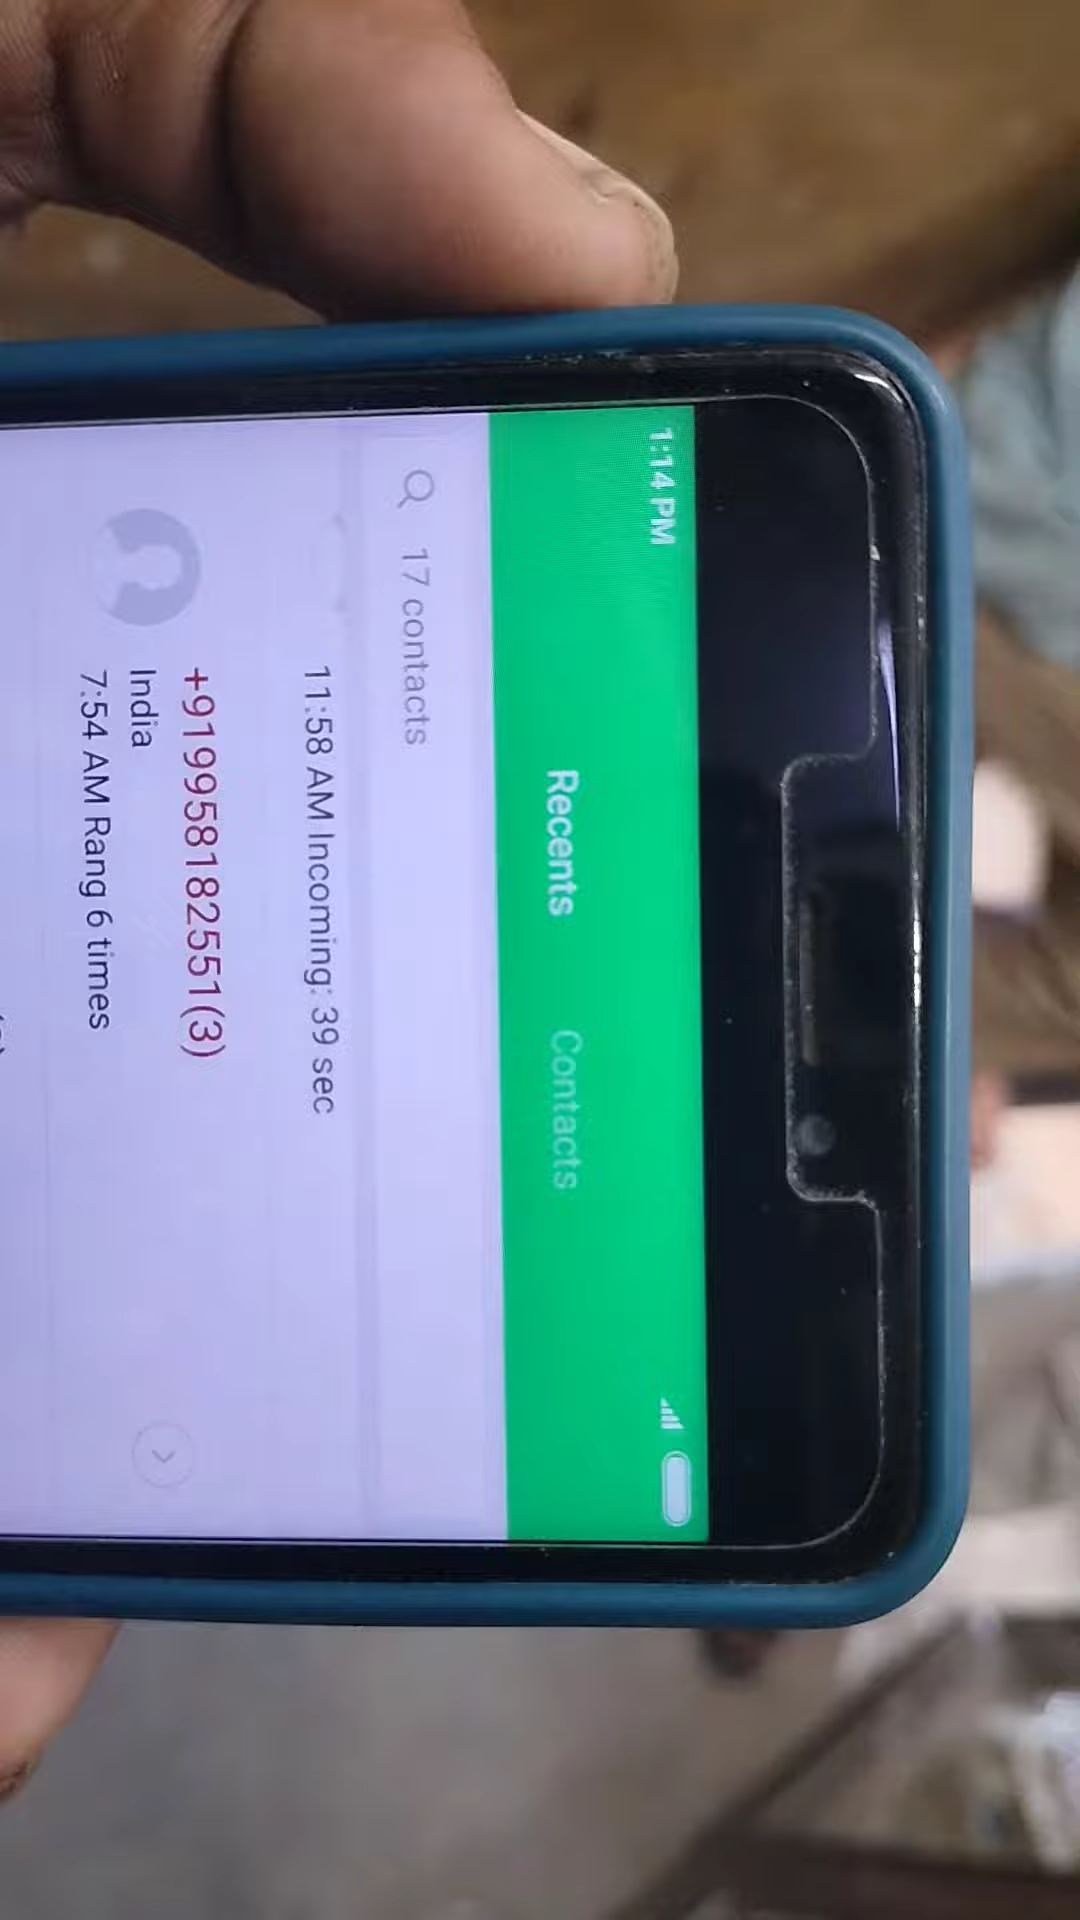 1:14 PM
Recents Contacts
17 contacts
11:58 AM Incoming: 39 sec
+919958182551(3)
India
7:54 AM Rang 6 times